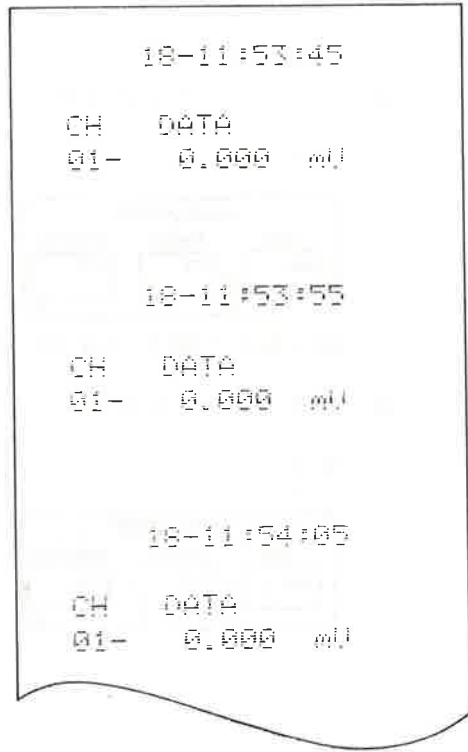 18-11:53:45
CH DATA
01- 0.000 mV
18-11:53:55
CH DATA
01- 0.000 mV
18-11:54:05
CH DATA
01- 0.000 mV